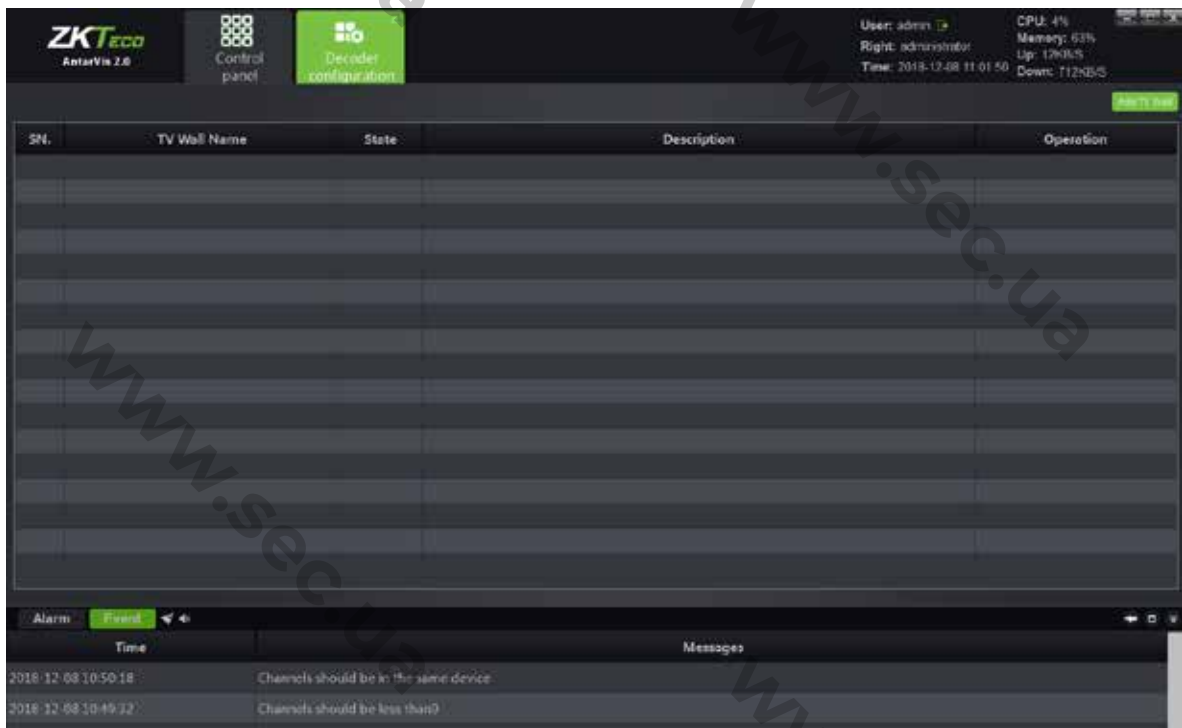 ZKTECO
AntarVis 2.0
Control
panel
Decoder
configuration
User: admin
Right: administrator
Time: 2018-12-08 11:01:50
CPU: 4%
Memory: 63%
Up: 12KB/S
Down: 712KB/S
Add TV Wall
SN. TV Wall Name State Description Operation
Alarm Event
Time Messages
2018-12-08 10:50:18 Channels should be in the same device
2018-12-08 10:49:32 Channels should be less than0
www.sec.ua
www.sec.ua